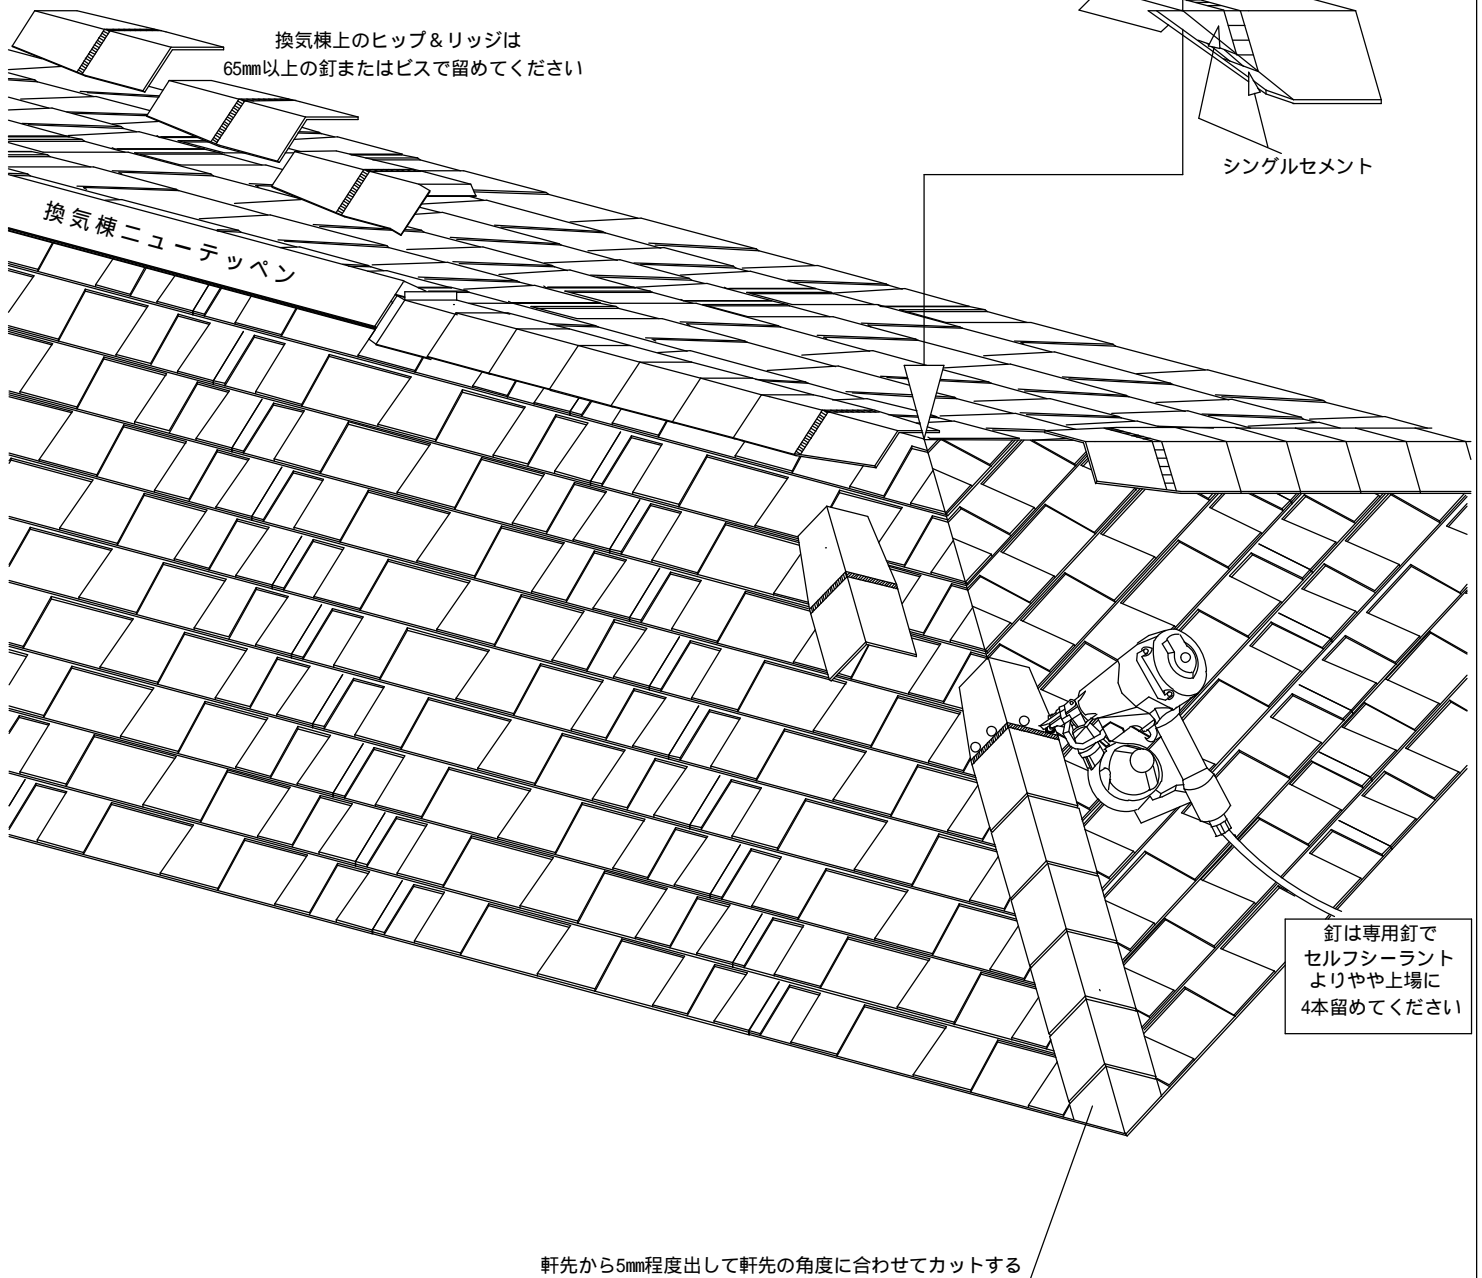 換気棟上のヒップ＆リッジは
65㎜以上の釘またはビスで留めてください
シングルセメント
換気棟ニューテッペン
釘は専用釘で
セルフシーラント
よりやや上場に
4本留めてください
軒先から5㎜程度出して軒先の角度に合わせてカットする